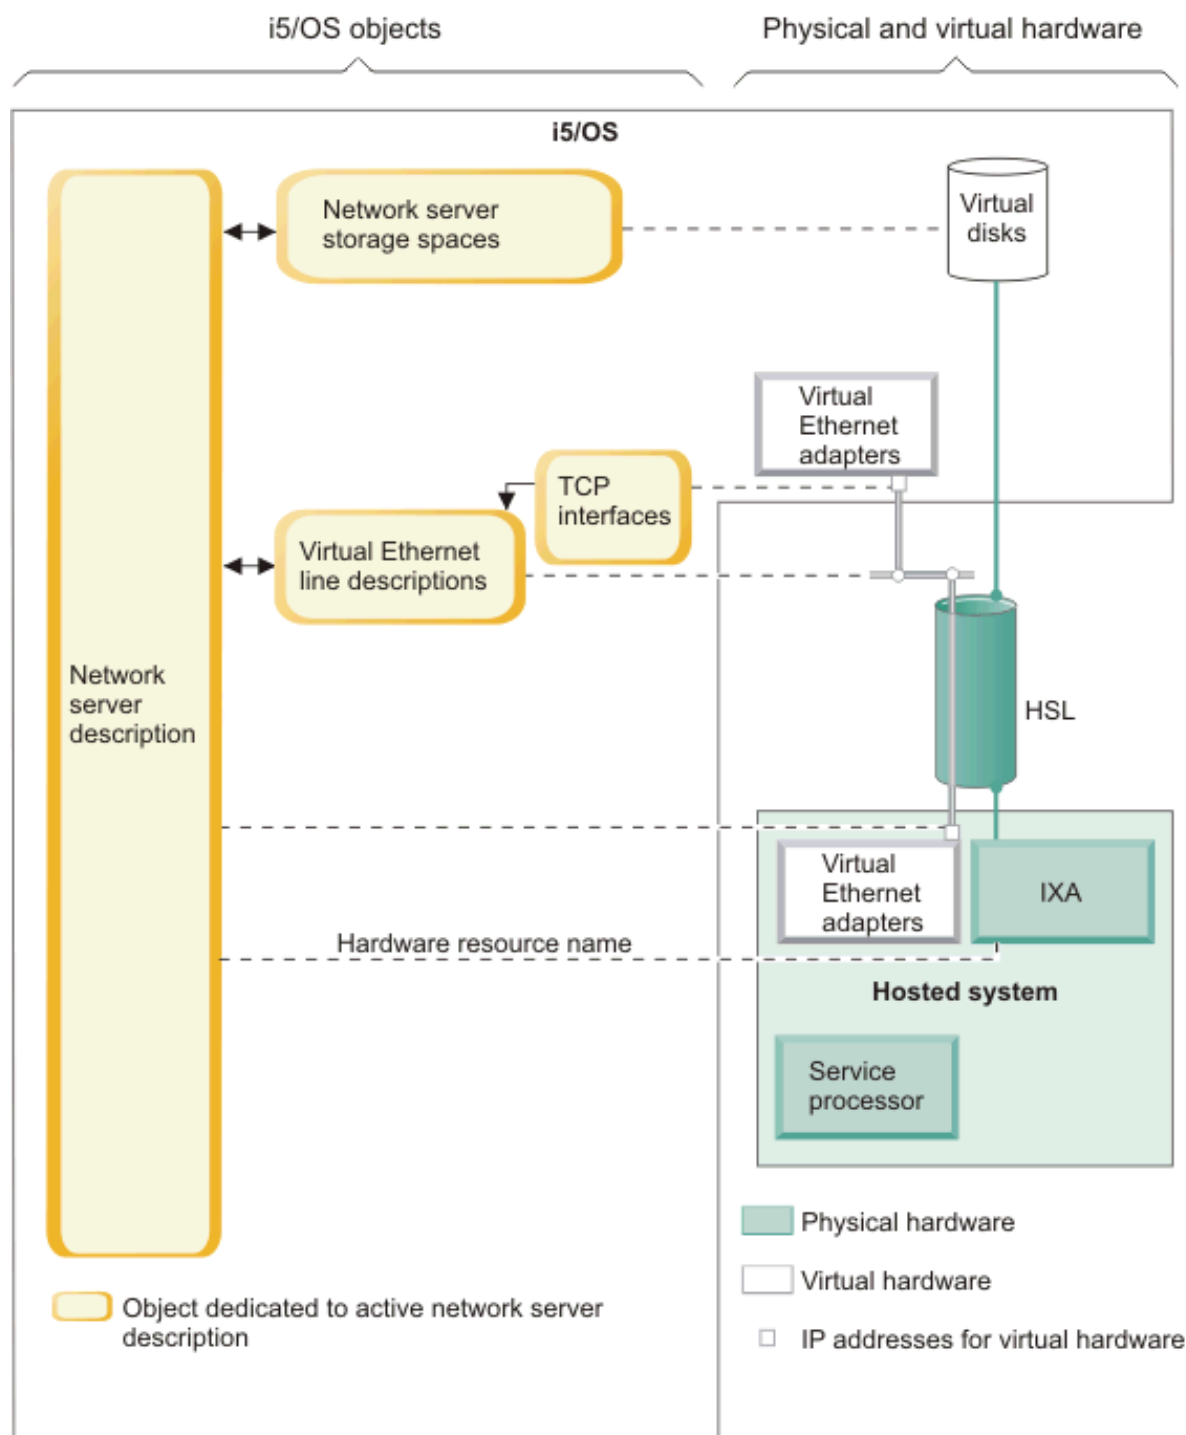 i5/OS objects
Physical and virtual hardware
i5/OS
Network server
storage spaces
Virtual
disks
Virtual
Ethernet
adapters
TCP
interfaces
Virtual Ethernet
line descriptions
Network
server
description
HSL
Virtual
Ethernet
adapters
IXA
Hardware resource name
Hosted system
Service
processor
Physical hardware
Virtual hardware
Object dedicated to active network server
description
IP addresses for virtual hardware